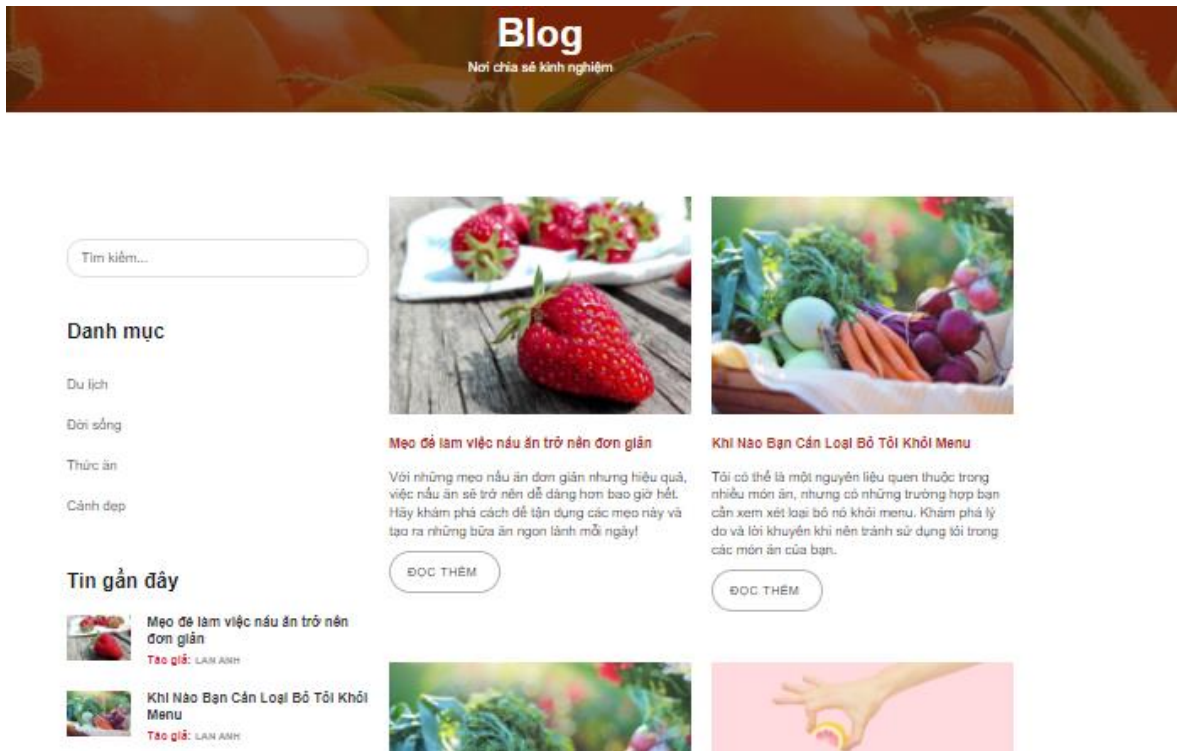 Blog
Nơi chia sẻ kinh nghiệm
Tìm kiếm...
Danh mục
Du lịch
Đời sống
Thức ăn
Cảnh đẹp
Tin gần đây
Mẹo để làm việc nấu ăn trở nên
đơn giản
Tác giả: LAN ANH
Khi Nào Bạn Cần Loại Bỏ Tỏi Khỏi
Menu
Tác giả: LAN ANH
Mẹo để làm việc nấu ăn trở nên đơn giản
Với những mẹo nấu ăn đơn giản nhưng hiệu quả,
việc nấu ăn sẽ trở nên dễ dàng hơn bao giờ hết.
Hãy khám phá cách để tận dụng các mẹo này và
tạo ra những bữa ăn ngon lành mỗi ngày!
ĐỌC THÊM
Khi Nào Bạn Cần Loại Bỏ Tỏi Khỏi Menu
Tỏi có thể là một nguyên liệu quen thuộc trong
nhiều món ăn, nhưng có những trường hợp bạn
cần xem xét loại bỏ nó khỏi menu. Khám phá lý
do và lời khuyên khi nên tránh sử dụng tỏi trong
các món ăn của bạn.
ĐỌC THÊM